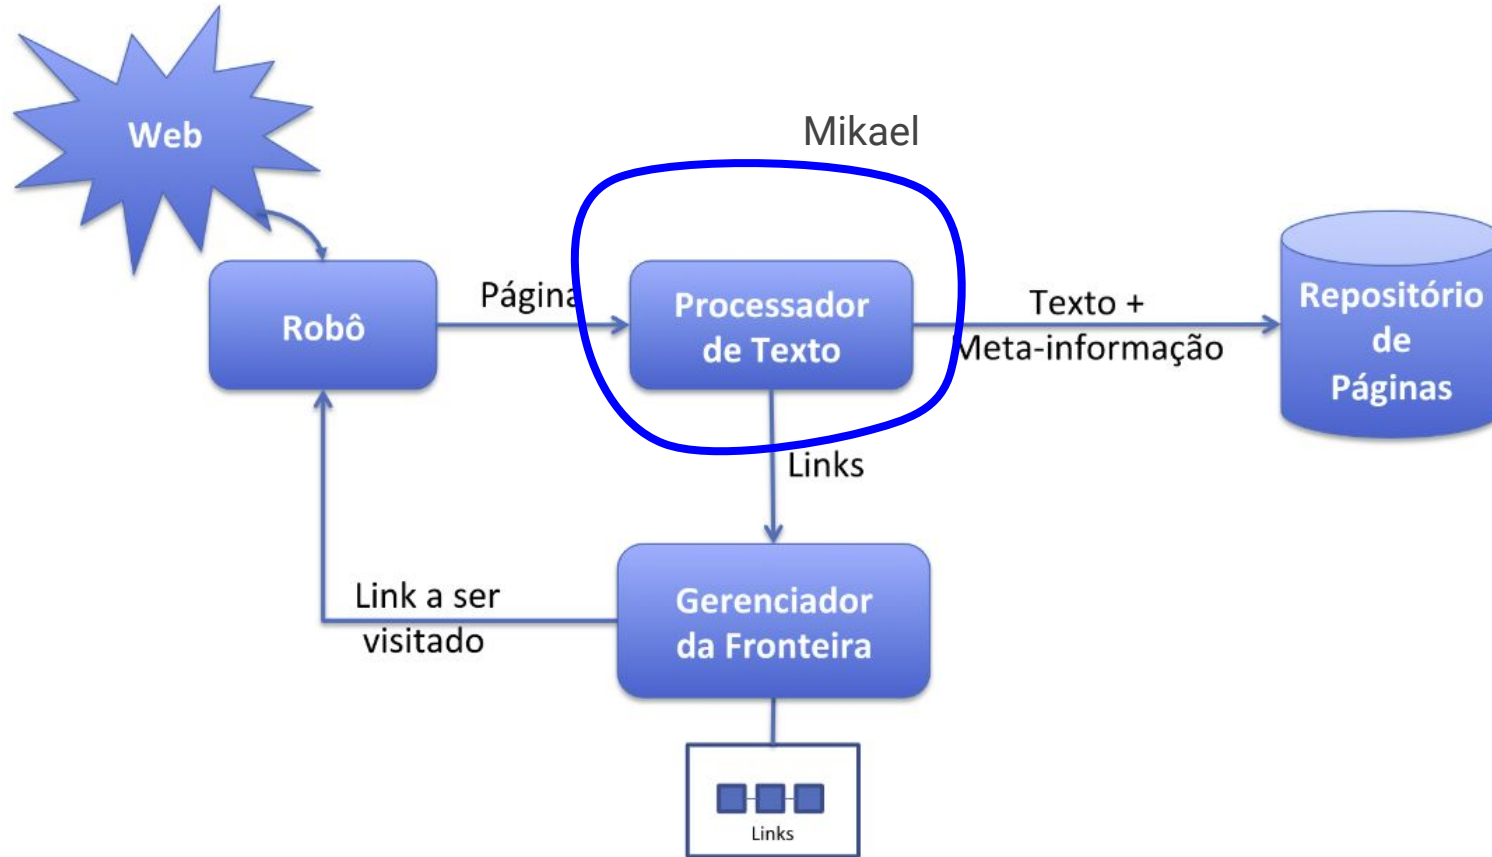 Web
Mikael
Robô
Página
Processador
de Texto
Texto +
Meta-informação
Repositório
de
Páginas
Links
Link a ser
visitado
Gerenciador
da Fronteira
Links